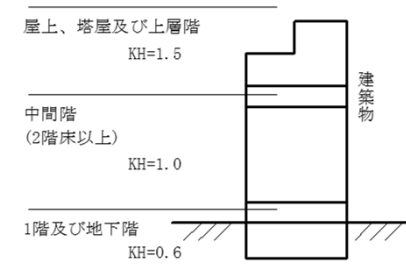 屋上、塔屋及び上層階
KH=1.5
中間階
(2階床以上)
KH=1.0
1階及び地下階
KH=0.6
建築物